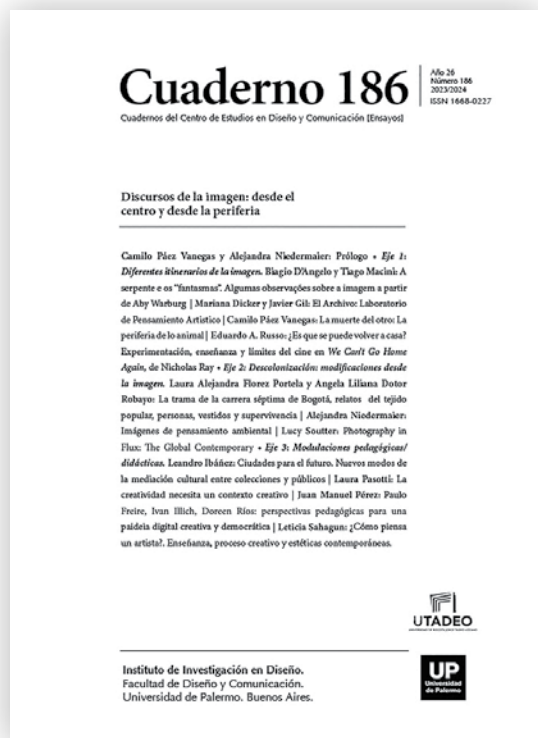 Cuaderno 186
Año 26
Número 186
2023/2024
ISSN 1668-0227
Cuadernos del Centro de Estudios en Diseño y Comunicación [Ensayos]
Discursos de la imagen: desde el
centro y desde la periferia
Camilo Páez Vanegas y Alejandra Niedermaier: Prólogo • Eje 1:
Diferentes itinerarios de la imagen. Biagio D'Angelo y Tiago Macini: A
serpente e os "fantasmas". Algumas observações sobre a imagem a partir
de Aby Warburg | Mariana Dicker y Javier Gil: El Archivo: Laboratorio
de Pensamiento Artístico | Camilo Páez Vanegas: La muerte del otro: La
periferia de lo animal | Eduardo A. Russo: ¿Es que se puede volver a casa?
Experimentación, enseñanza y límites del cine en We Can't Go Home
Again, de Nicholas Ray • Eje 2: Descolonización: modificaciones desde
la imagen. Laura Alejandra Florez Portela y Angela Liliana Dotor
Robayo: La trama de la carrera séptima de Bogotá, relatos del tejido
popular, personas, vestidos y supervivencia | Alejandra Niedermaier:
Imágenes de pensamiento ambiental | Lucy Soutter: Photography in
Flux: The Global Contemporary • Eje 3: Modulaciones pedagógicas/
didácticas. Leandro Ibáñez: Ciudades para el futuro. Nuevos modos de
la mediación cultural entre colecciones y públicos | Laura Pasotti: La
creatividad necesita un contexto creativo | Juan Manuel Pérez: Paulo
Freire, Ivan Illich, Doreen Ríos: perspectivas pedagógicas para una
paideia digital creativa y democrática | Leticia Sahagun: ¿Cómo piensa
un artista?. Enseñanza, proceso creativo y estéticas contemporáneas.
UTADEO
Instituto de Investigación en Diseño.
Facultad de Diseño y Comunicación.
Universidad de Palermo. Buenos Aires.
UP
Universidad
de Palermo